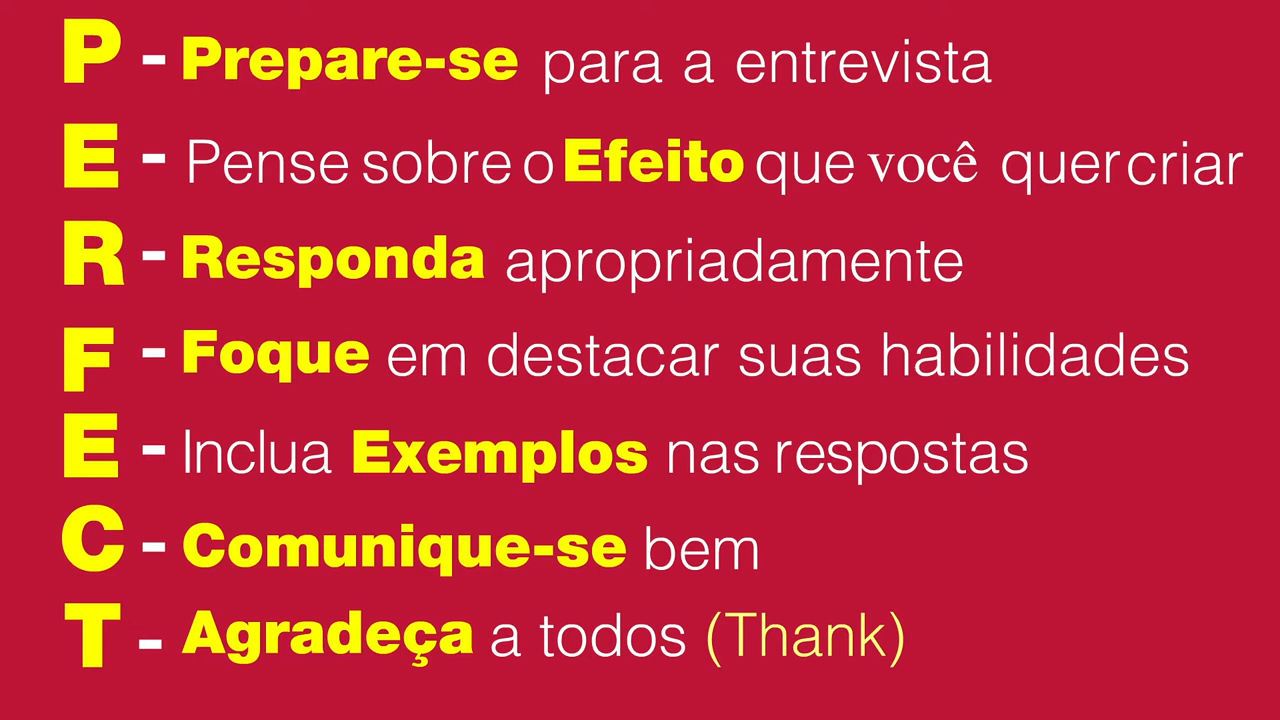 P - Prepare-se para a entrevista
E - Pense sobre o Efeito que você quer criar
R - Responda apropriadamente
F - Foque em destacar suas habilidades
E - Inclua Exemplos nas respostas
C - Comunique-se bem
T - Agradeça a todos (Thank)